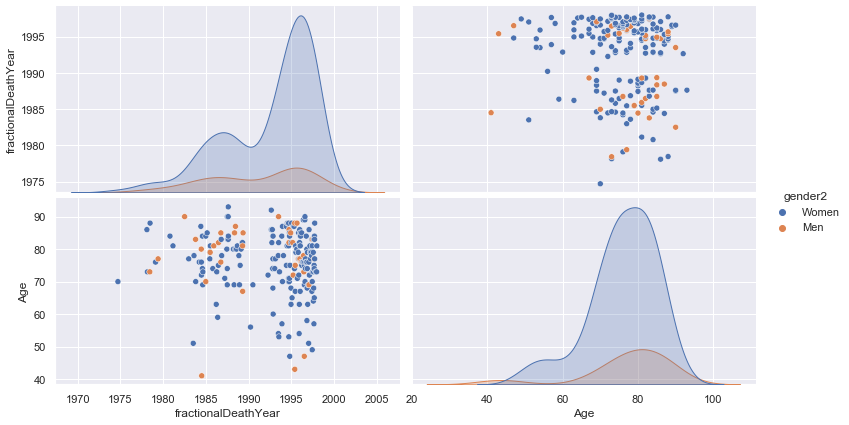 1995
1990
1985
1980
1975
fractionalDeathYear
gender2
Women
Men
90
80
70
60
50
40
Age
1970 1975 1980 1985 1990 1995 2000 2005
fractionalDeathYear
20 40 60 80 100
Age